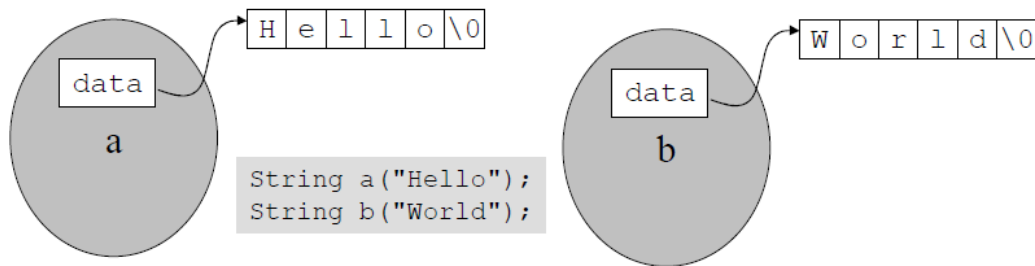 H e l l o \0
W o r l d \0
data
data
a
b
String a("Hello");
String b("World");